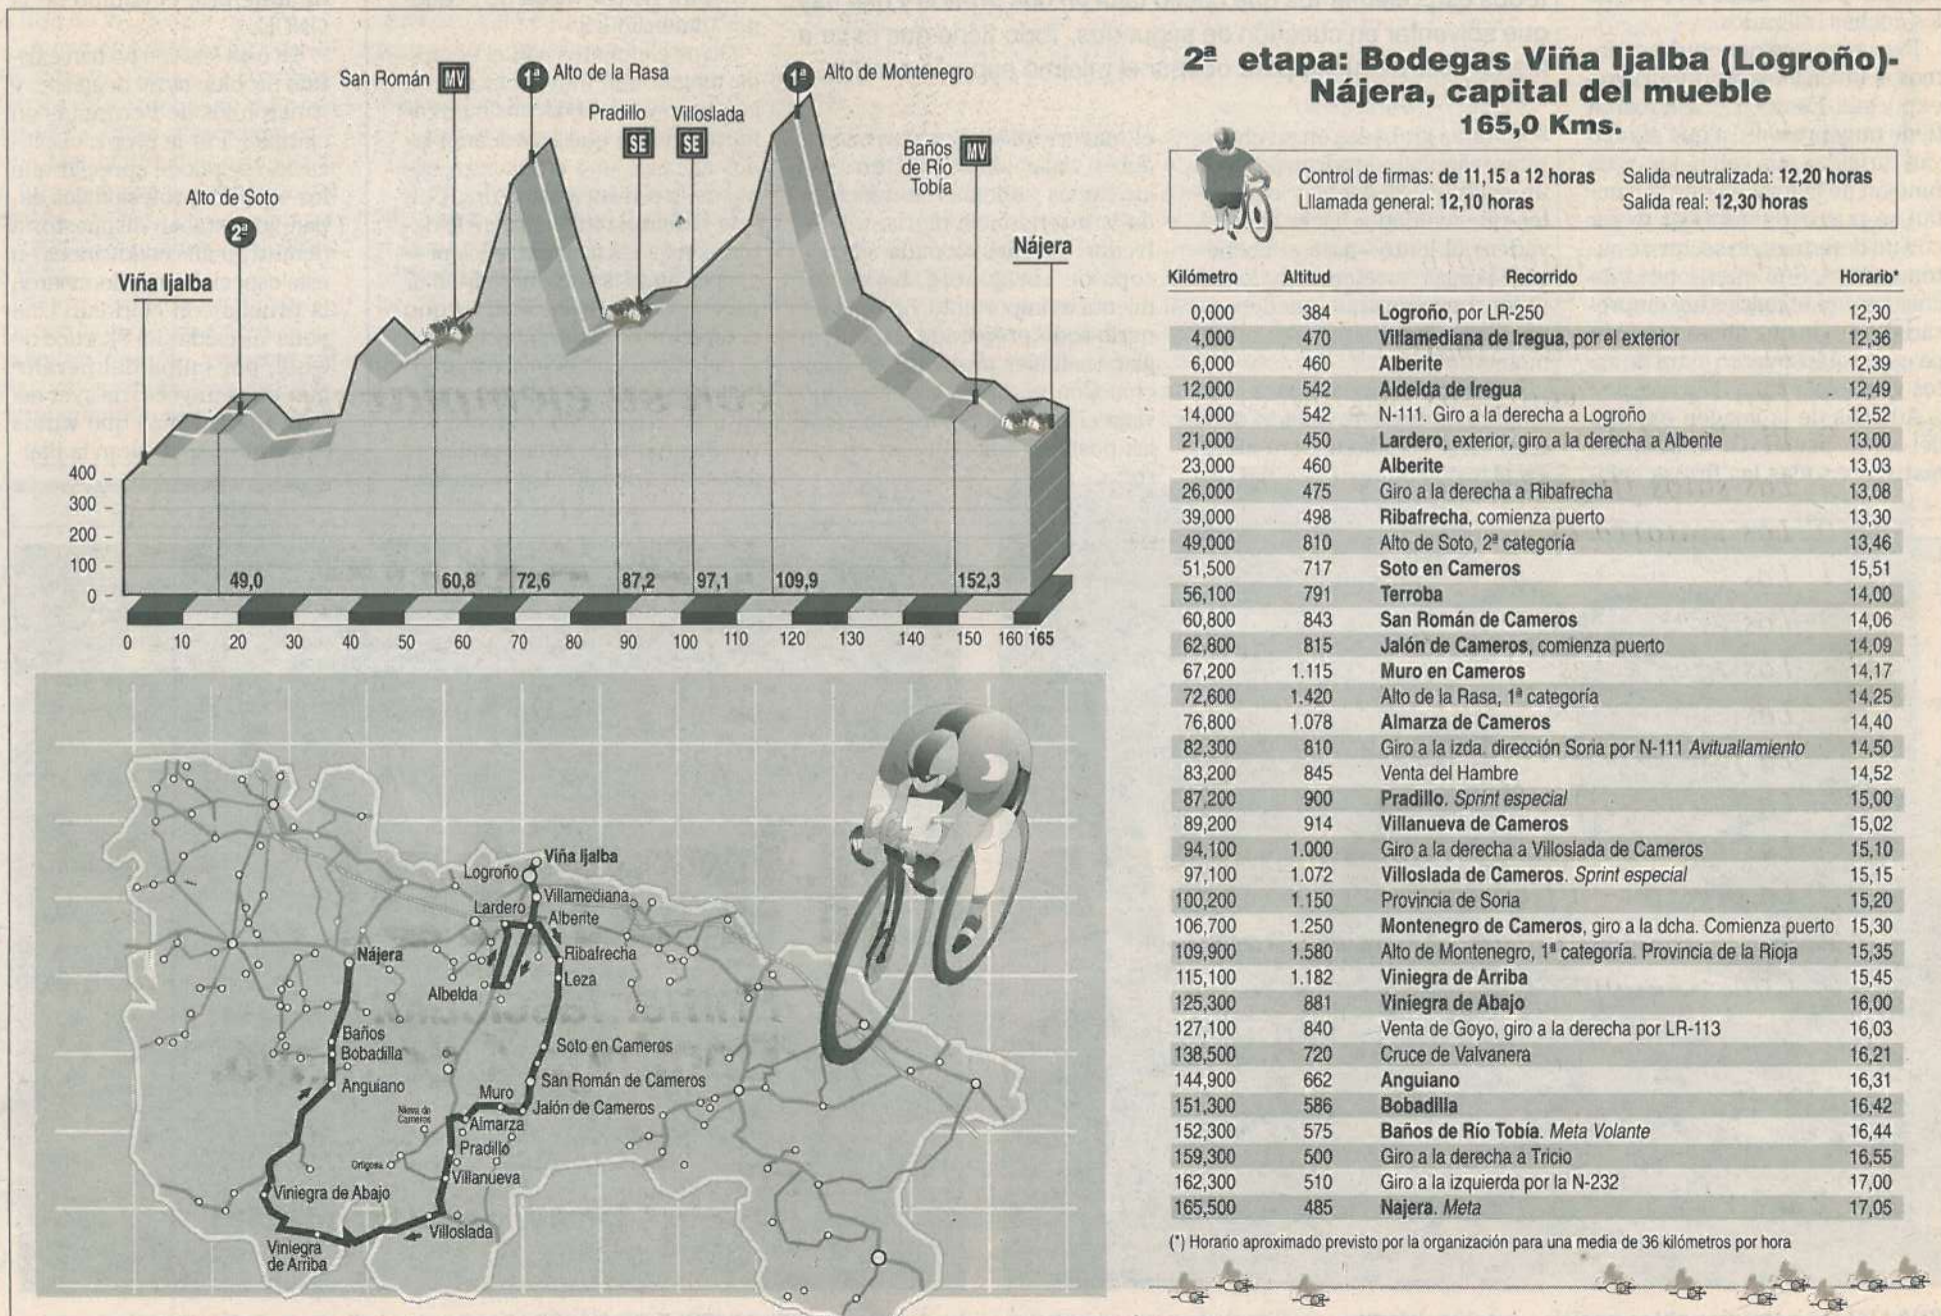 2ª etapa: Bodegas Viña Ijalba (Logroño)-
Nájera, capital del mueble
165,0 Kms.
Control de firmas: de 11,15 a 12 horas Salida neutralizada: 12,20 horas
Lllamada general: 12,10 horas Salida real: 12,30 horas
Kilómetro Altitud Recorrido Horario*
0,000 384 Logroño, por LR-250 12,30
4,000 470 Villamediana de Iregua, por el exterior 12,36
6,000 460 Alberite 12,39
12,000 542 Aldelda de Iregua 12,49
14,000 542 N-111. Giro a la derecha a Logroño 12,52
21,000 450 Lardero, exterior, giro a la derecha a Alberite 13,00
23,000 460 Alberite 13,03
26,000 475 Giro a la derecha a Ribafrecha 13,08
39,000 498 Ribafrecha, comienza puerto 13,30
49,000 810 Alto de Soto, 2ª categoría 13,46
51,500 717 Soto en Cameros 15,51
56,100 791 Terroba 14,00
60,800 843 San Román de Cameros 14,06
62,800 815 Jalón de Cameros, comienza puerto 14,09
67,200 1.115 Muro en Cameros 14,17
72,600 1.420 Alto de la Rasa, 1ª categoría 14,25
76,800 1.078 Almarza de Cameros 14,40
82,300 810 Giro a la izda. dirección Soria por N-111 Avituallamiento 14,50
83,200 845 Venta del Hambre 14,52
87,200 900 Pradillo. Sprint especial 15,00
89,200 914 Villanueva de Cameros 15,02
94,100 1.000 Giro a la derecha a Villoslada de Cameros 15,10
97,100 1.072 Villoslada de Cameros. Sprint especial 15,15
100,200 1.150 Provincia de Soria 15,20
106,700 1.250 Montenegro de Cameros, giro a la dcha. Comienza puerto 15,30
109,900 1.580 Alto de Montenegro, 1ª categoría. Provincia de la Rioja 15,35
115,100 1.182 Viniegra de Arriba 15,45
125,300 881 Viniegra de Abajo 16,00
127,100 840 Venta de Goyo, giro a la derecha por LR-113 16,03
138,500 720 Cruce de Valvanera 16,21
144,900 662 Anguiano 16,31
151,300 586 Bobadilla 16,42
152,300 575 Baños de Río Tobía. Meta Volante 16,44
159,300 500 Giro a la derecha a Tricio 16,55
162,300 510 Giro a la izquierda por la N-232 17,00
165,500 485 Najera. Meta 17,05
(*) Horario aproximado previsto por la organización para una media de 36 kilómetros por hora
San Román MV
1ª Alto de la Rasa
1ª Alto de Montenegro
Pradillo
SE
Villoslada
SE
Baños
de Río
Tobía
MV
Alto de Soto
2ª
Viña Ijalba
Nájera
400
300
200
100
0
49,0 60,8 72,6 87,2 97,1 109,9 152,3
0 10 20 30 40 50 60 70 80 90 100 110 120 130 140 150 160 165
Viña Ijalba
Logroño
Villamediana
Lardero
Alberite
Nájera
Ribafrecha
Leza
Albelda
Baños
Bobadilla
Soto en Cameros
Anguiano
San Román de Cameros
Muro
Jalón de Cameros
Nieva de
Cameros
Almarza
Pradillo
Ortigosa
Villanueva
Viniegra de Abajo
Villoslada
Viniegra
de Arriba